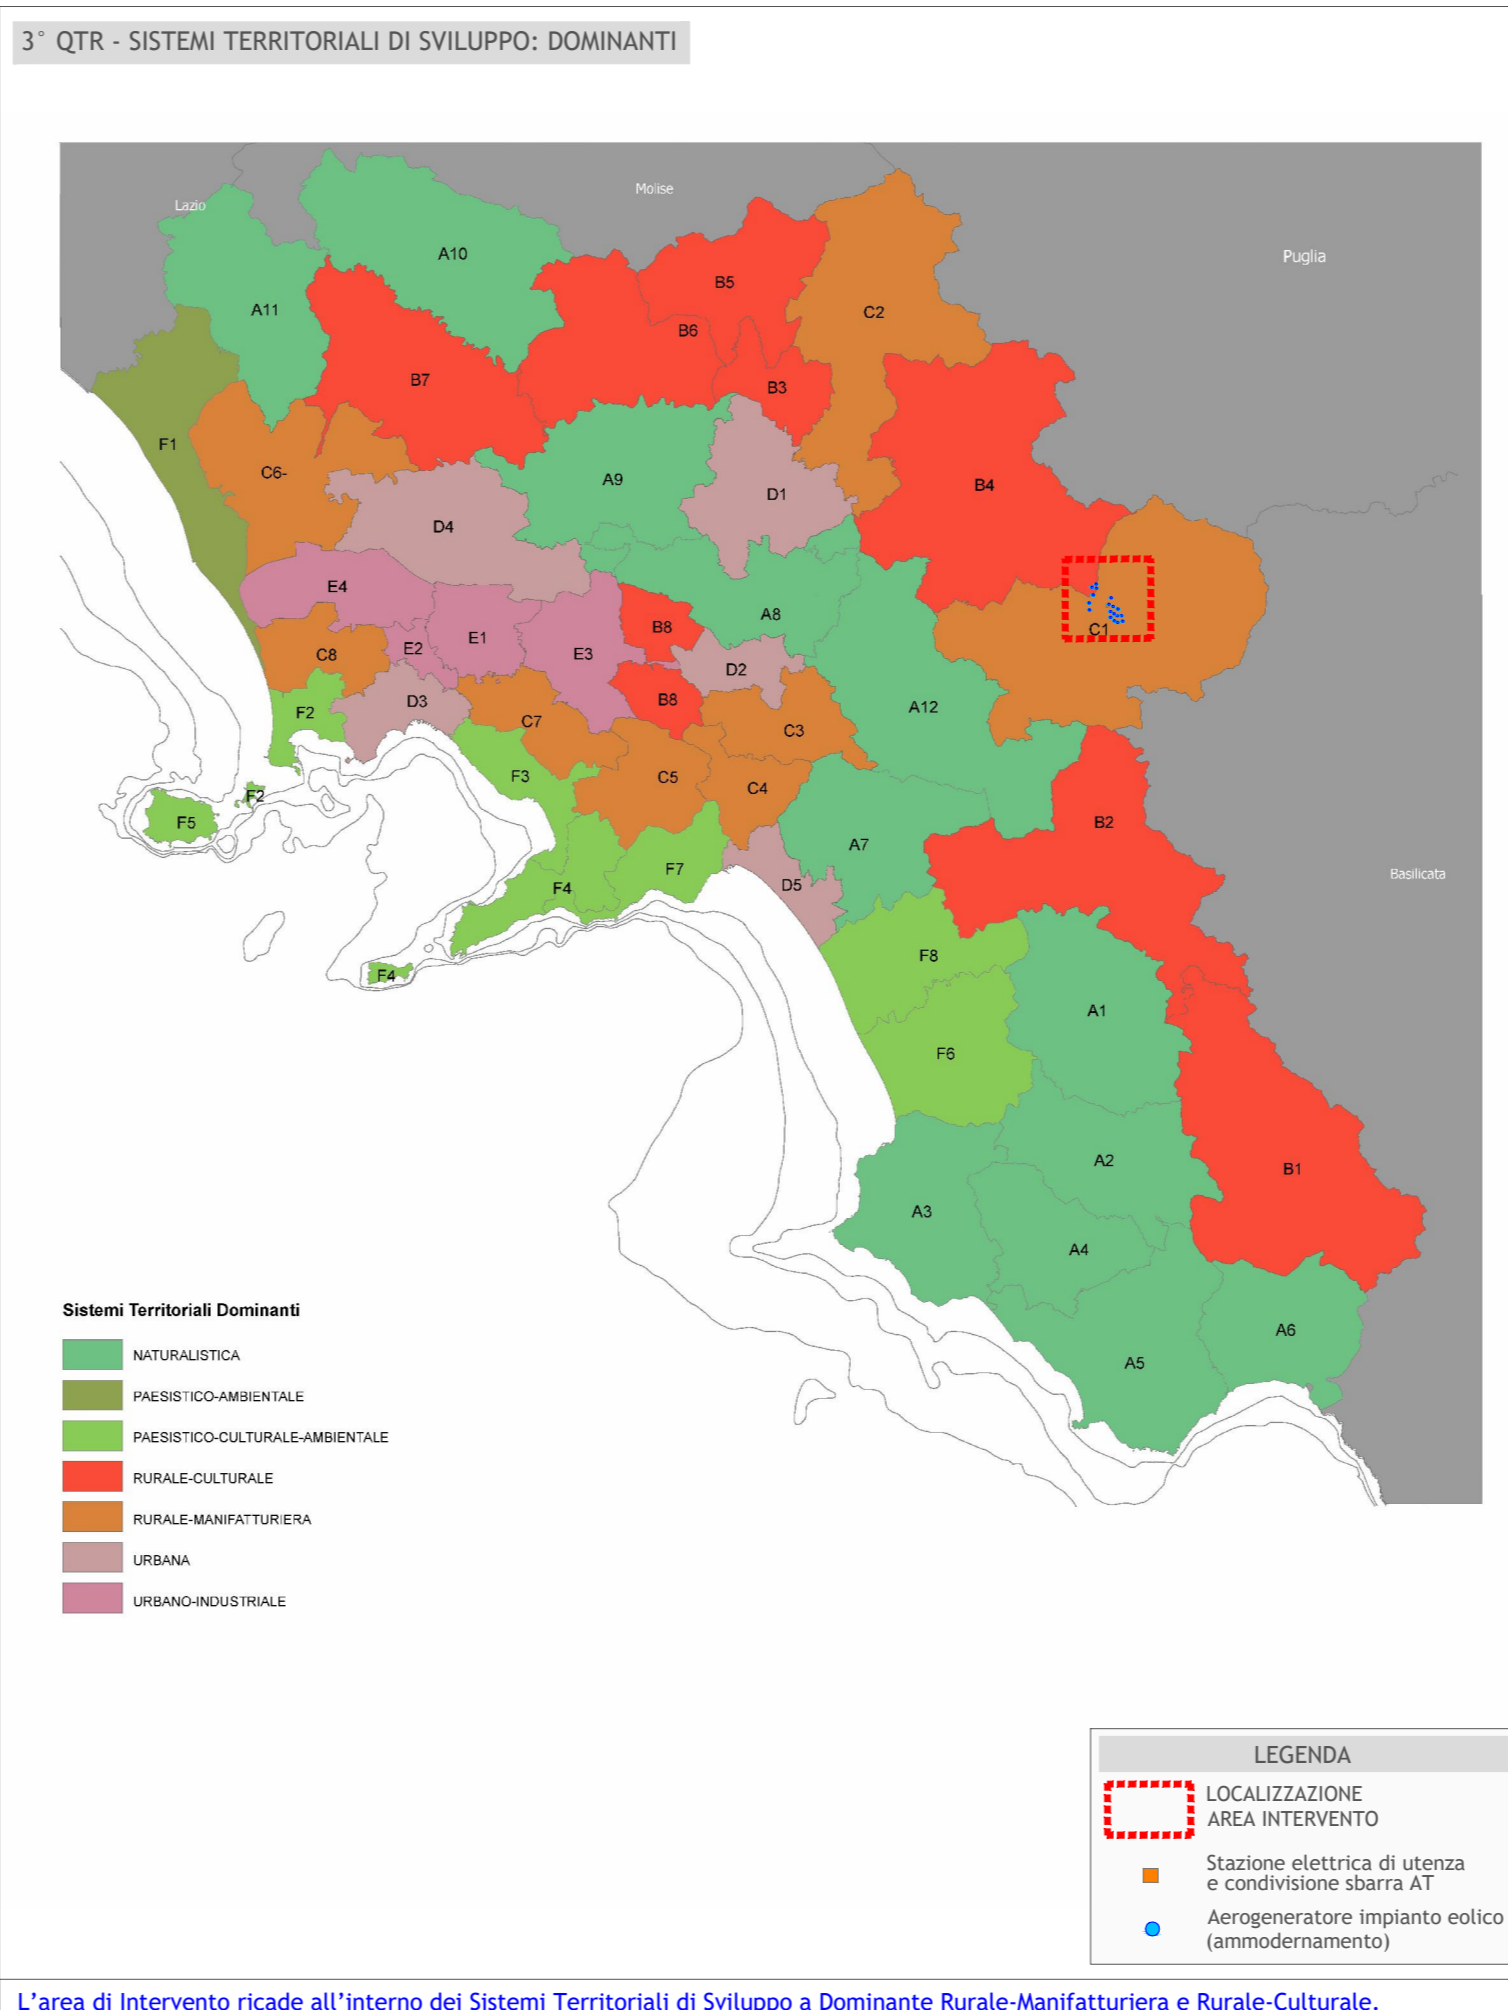 3° QTR - SISTEMI TERRITORIALI DI SVILUPPO: DOMINANTI
Molise
Lazio
Puglia
A10
B5
A11
C2
B6
B7
B3
F1
C6-
A9
B4
D1
D4
E4
A8
B8
C1
E1
E2
C8
E3
D2
B8
D3
A12
F2
C7
C3
F3
C5
C4
F2
F5
B2
A7
F7
Basilicata
F4
D5
F8
F4
A1
F6
A2
B1
A3
A4
A6
A5
Sistemi Territoriali Dominanti
NATURALISTICA
PAESISTICO-AMBIENTALE
PAESISTICO-CULTURALE-AMBIENTALE
RURALE-CULTURALE
RURALE-MANIFATTURIERA
URBANA
URBANO-INDUSTRIALE
LEGENDA
LOCALIZZAZIONE
AREA INTERVENTO
Stazione elettrica di utenza
e condivisione sbarra AT
Aerogeneratore impianto eolico
(ammodernamento)
L'area di Intervento ricade all'interno dei Sistemi Territoriali di Sviluppo a Dominante Rurale-Manifatturiera e Rurale-Culturale.